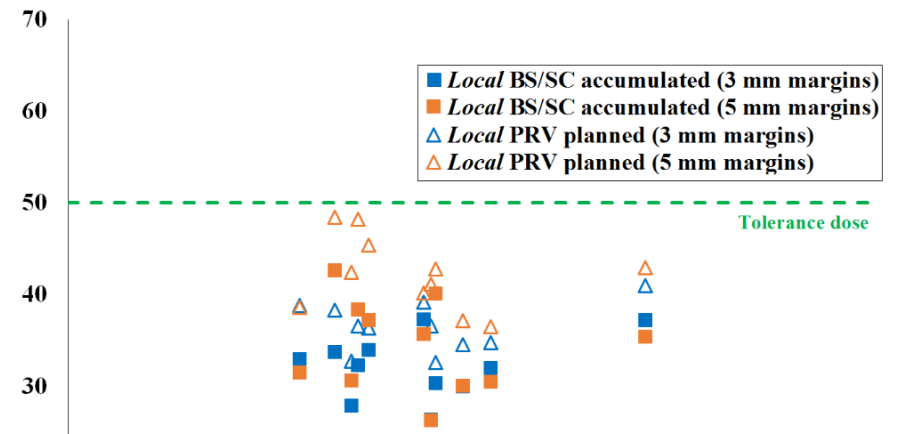 70
60
50
40
30
Local BS/SC accumulated (3 mm margins)
Local BS/SC accumulated (5 mm margins)
Local PRV planned (3 mm margins)
Local PRV planned (5 mm margins)
Tolerance dose